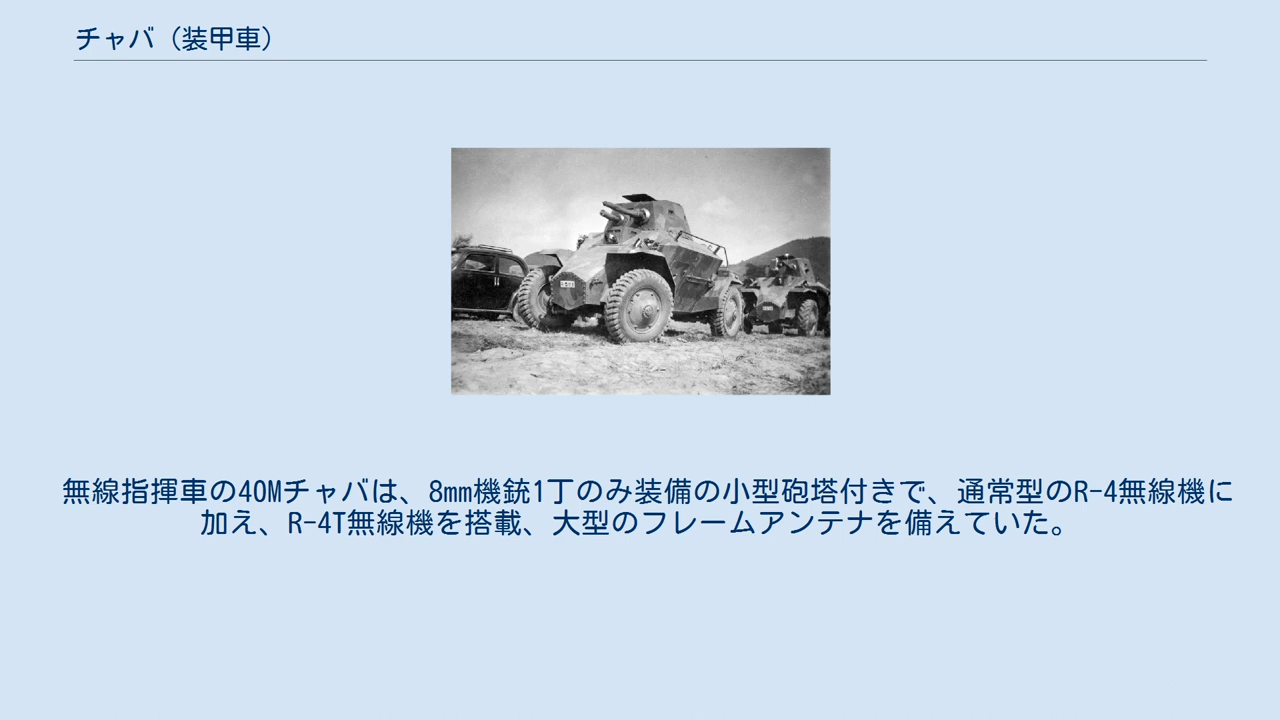 チャバ（装甲車）
無線指揮車の40Mチャバは、8mm機銃1丁のみ装備の小型砲塔付きで、通常型のR-4無線機に
加え、R-4T無線機を搭載、大型のフレームアンテナを備えていた。